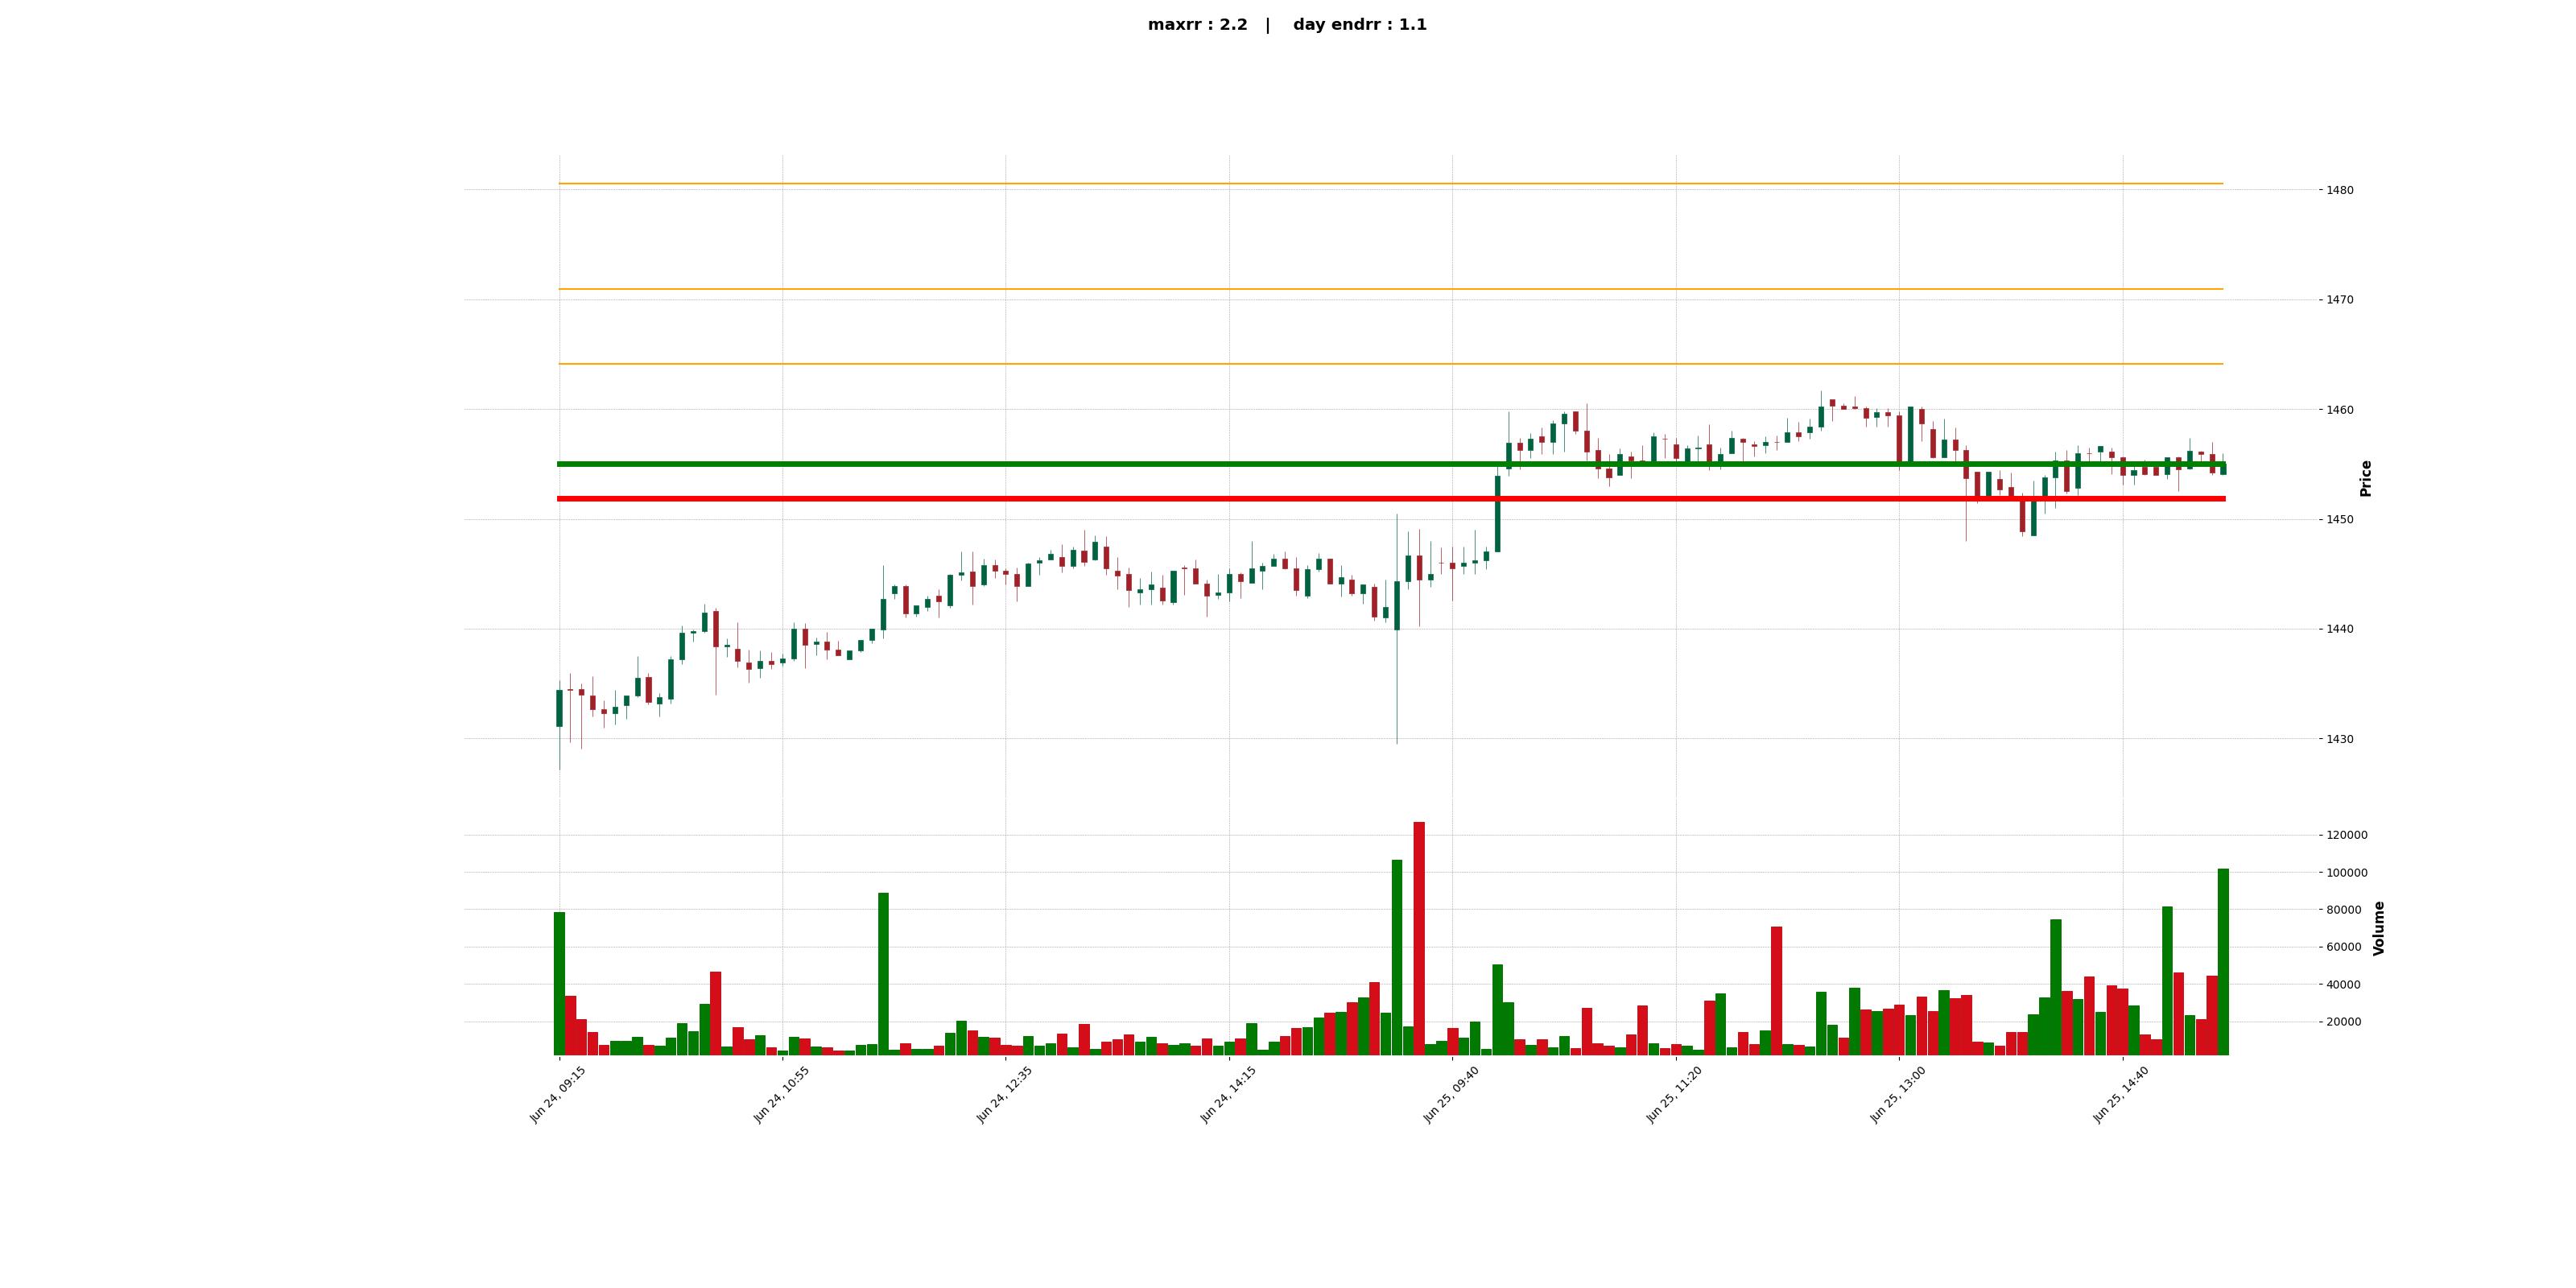 maxrr : 2.2   |    day endrr : 1.1
1480
1470
1460
1450
1440
1430
Price
120000
100000
80000
60000
40000
20000
Volume
Jun 24, 09:15
Jun 24, 10:55
Jun 24, 12:35
Jun 24, 14:15
Jun 25, 09:40
Jun 25, 11:20
Jun 25, 13:00
Jun 25, 14:40